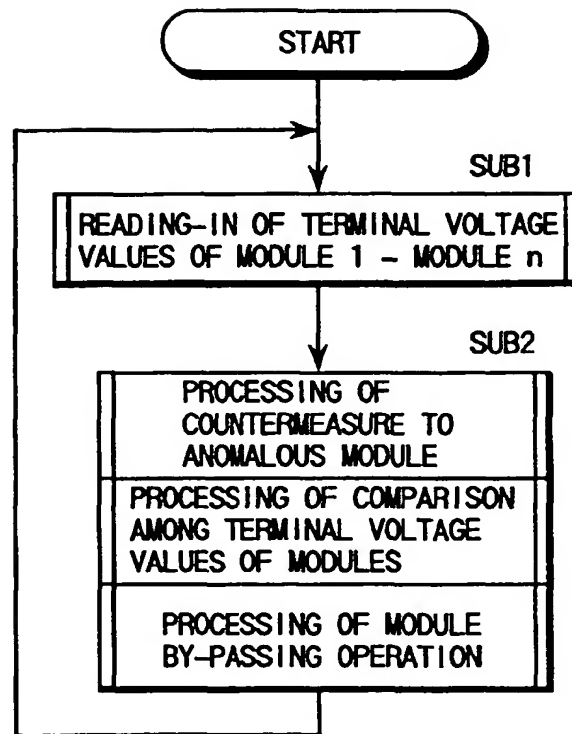 START
SUB1
READING-IN OF TERMINAL VOLTAGE
VALUES OF MODULE 1 - MODULE n
SUB2
PROCESSING OF
COUNTERMEASURE TO
ANOMALOUS MODULE
PROCESSING OF COMPARISON
AMONG TERMINAL VOLTAGE
VALUES OF MODULES
PROCESSING OF MODULE
BY-PASSING OPERATION